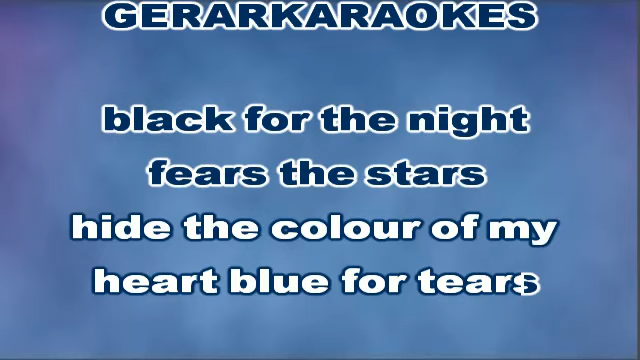 GERARKARAOKES
black for the night
fears the stars
hide the colour of my
heart blue for tears